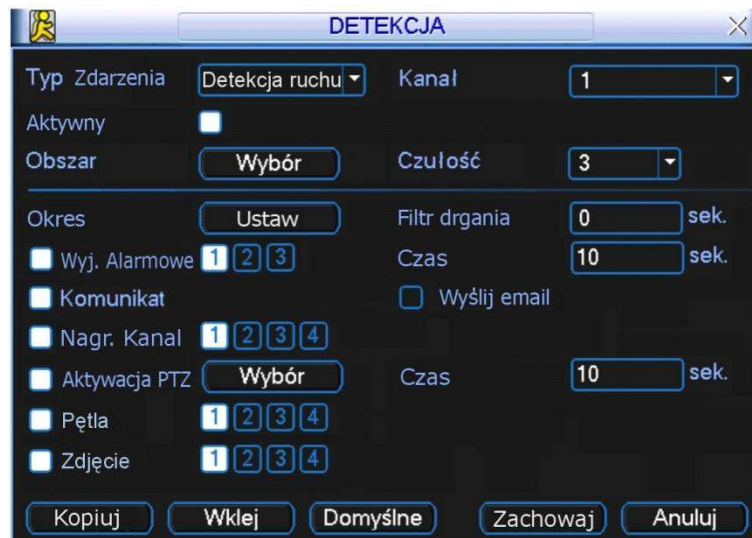 DETEKCJA
Typ Zdarzenia Detekcja ruchu Kanał 1
Aktywny
Obszar Wybór Czułość 3
Okres Ustaw Filtr drgania 0 sek.
Wyj. Alarmowe 1 2 3 Czas 10 sek.
Komunikat Wyślij email
Nagr. Kanal 1 2 3 4
Aktywacja PTZ Wybór Czas 10 sek.
Pętla 1 2 3 4
Zdjęcie 1 2 3 4
Kopiuj Wklej Domyślne Zachowaj Anuluj